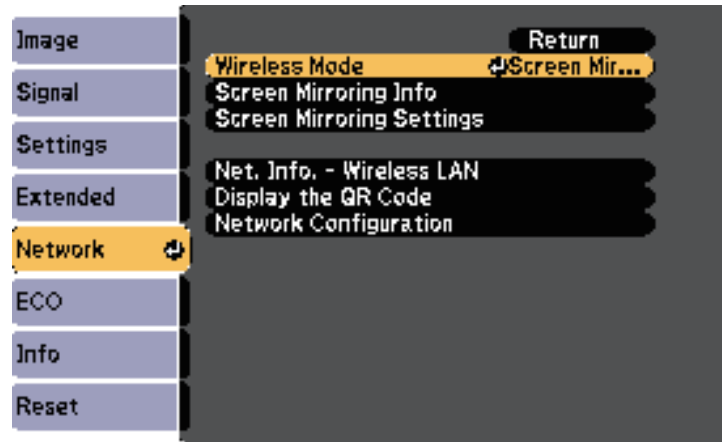 Image
Signal
Settings
Extended
Network
ECO
Info
Reset
Return
Wireless Mode Screen Mir...
Screen Mirroring Info
Screen Mirroring Settings
Net. Info. - Wireless LAN
Display the QR Code
Network Configuration